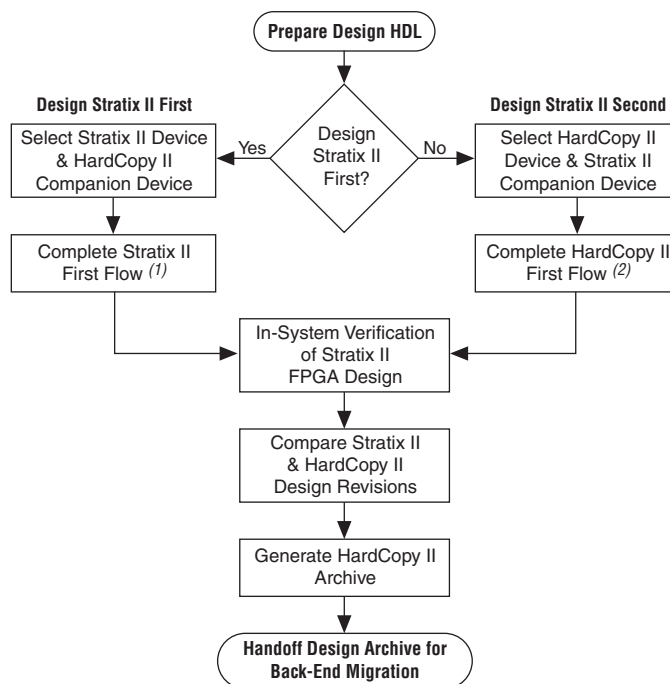 Prepare Design HDL
Design Stratix II First
Select Stratix II Device
& HardCopy II
Companion Device
Yes
Design
Stratix II
First?
No
Design Stratix II Second
Select HardCopy II
Device & Stratix II
Companion Device
Complete Stratix II
First Flow (1)
Complete HardCopy II
First Flow (2)
In-System Verification
of Stratix II
FPGA Design
Compare Stratix II
& HardCopy II
Design Revisions
Generate HardCopy II
Archive
Handoff Design Archive for
Back-End Migration